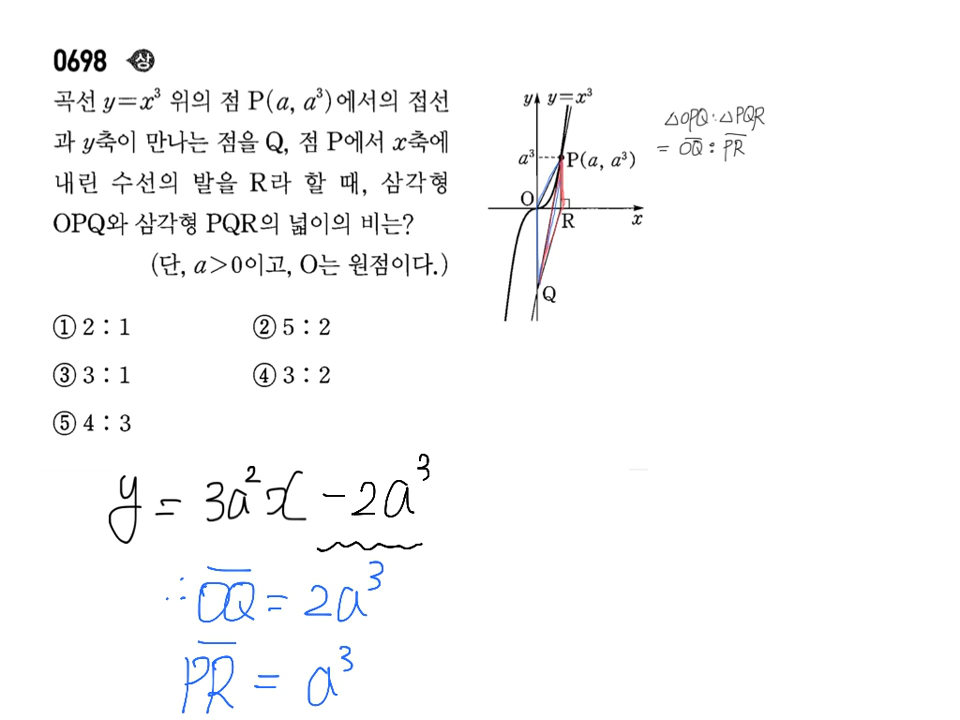 0698 상
곡선 y=x³ 위의 점 P(a, a³)에서의 접선
과 y축이 만나는 점을 Q, 점 P에서 x축에
내린 수선의 발을 R라 할 때, 삼각형
OPQ와 삼각형 PQR의 넓이의 비는?
(단, a>0이고, O는 원점이다.)
① 2 : 1
② 5 : 2
③ 3 : 1
④ 3 : 2
⑤ 4 : 3
y
y=x³
a³
P(a, a³)
O
R
x
Q
△OPQ : △PQR
= O̅Q̅ : P̅R̅
y = 3a²x - 2a³
∴ O̅Q̅ = 2a³
P̅R̅ = a³